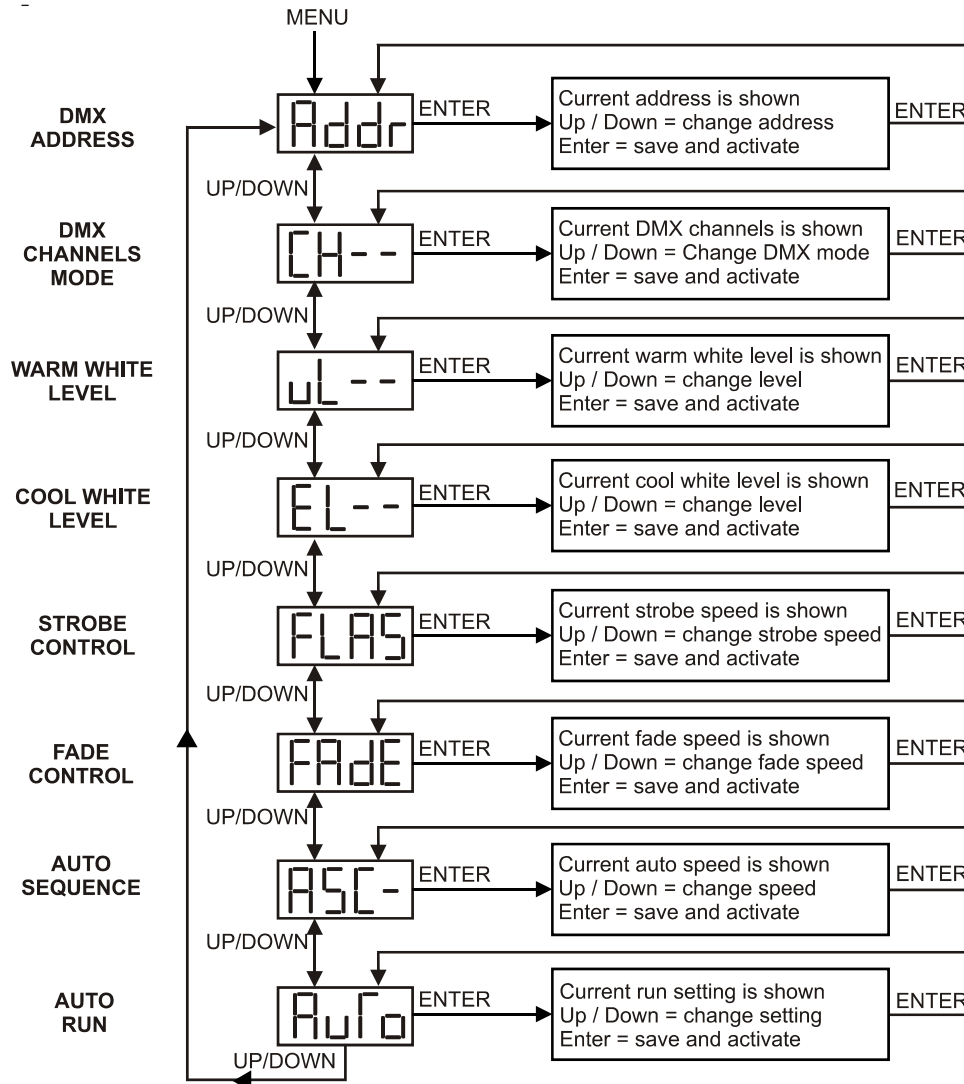 MENU
DMX
ADDRESS
Addr
ENTER
Current address is shown
Up / Down = change address
Enter = save and activate
ENTER
UP/DOWN
DMX
CHANNELS
MODE
CH--
ENTER
Current DMX channels is shown
Up / Down = Change DMX mode
Enter = save and activate
ENTER
UP/DOWN
WARM WHITE
LEVEL
uL--
ENTER
Current warm white level is shown
Up / Down = change level
Enter = save and activate
ENTER
UP/DOWN
COOL WHITE
LEVEL
EL--
ENTER
Current cool white level is shown
Up / Down = change level
Enter = save and activate
ENTER
UP/DOWN
STROBE
CONTROL
FLAS
ENTER
Current strobe speed is shown
Up / Down = change strobe speed
Enter = save and activate
ENTER
UP/DOWN
FADE
CONTROL
FAdE
ENTER
Current fade speed is shown
Up / Down = change fade speed
Enter = save and activate
ENTER
UP/DOWN
AUTO
SEQUENCE
ASC-
ENTER
Current auto speed is shown
Up / Down = change speed
Enter = save and activate
ENTER
UP/DOWN
AUTO
RUN
AuTo
ENTER
Current run setting is shown
Up / Down = change setting
Enter = save and activate
ENTER
UP/DOWN